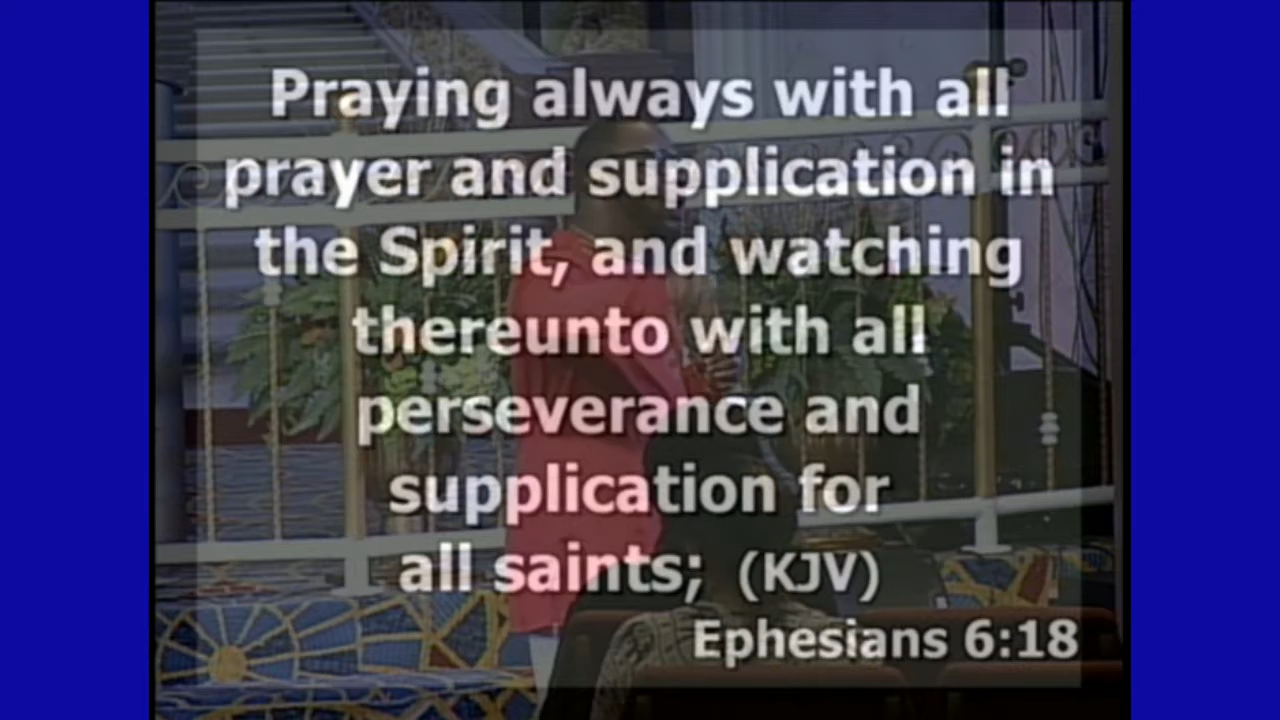 Praying always with all
prayer and supplication in
the Spirit, and watching
thereunto with all
perseverance and
supplication for
all saints; (KJV)
Ephesians 6:18